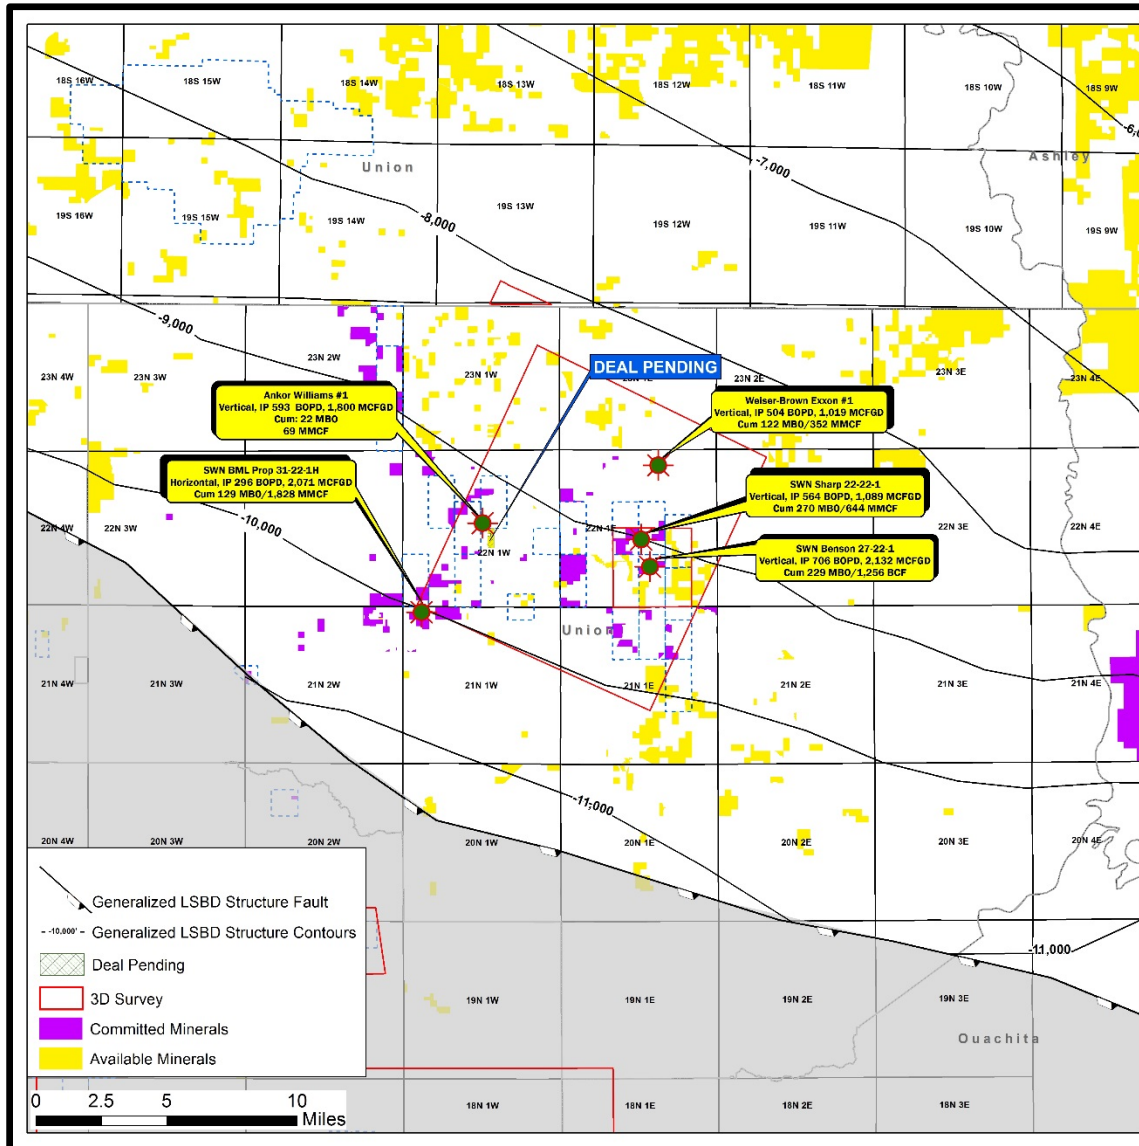 18S 16W
18S 15W
18S 14W
18S 13W
18S 12W
18S 11W
18S 10W
18S 9W
-7,000
Ashley
Union
19S 16W
19S 15W
19S 14W
19S 13W
19S 12W
19S 11W
19S 10W
19S 9W
-8,000
-9,000
23N 4W
23N 3W
23N 2W
23N 1W
23N 2E
23N 3E
23N 4E
DEAL PENDING
Ankor Williams #1
Vertical, IP 593 BOPD, 1,800 MCFGD
Cum: 22 MBO
69 MMCF
Weiser-Brown Exxon #1
Vertical, IP 504 BOPD, 1,019 MCFGD
Cum 122 MBO/352 MMCF
SWN BML Prop 31-22-1H
Horizontal, IP 296 BOPD, 2,071 MCFGD
Cum 129 MBO/1,828 MMCF
SWN Sharp 22-22-1
Vertical, IP 564 BOPD, 1,089 MCFGD
Cum 270 MBO/644 MMCF
-10,000
22N 4W
22N 3W
22N 1W
22N 1E
22N 3E
22N 4E
SWN Benson 27-22-1
Vertical, IP 706 BOPD, 2,132 MCFGD
Cum 229 MBO/1,256 BCF
Union
21N 4W
21N 3W
21N 2W
21N 1W
21N 1E
21N 2E
21N 3E
21N 4E
-11,000
20N 4W
20N 3W
20N 2W
20N 1W
20N 1E
20N 2E
20N 3E
20N 4E
-11,000
19N 1W
19N 1E
19N 2E
19N 3E
Ouachita
18N 1W
18N 1E
18N 2E
18N 3E
Generalized LSBD Structure Fault
-10,000' Generalized LSBD Structure Contours
Deal Pending
3D Survey
Committed Minerals
Available Minerals
0 2.5 5 10
Miles